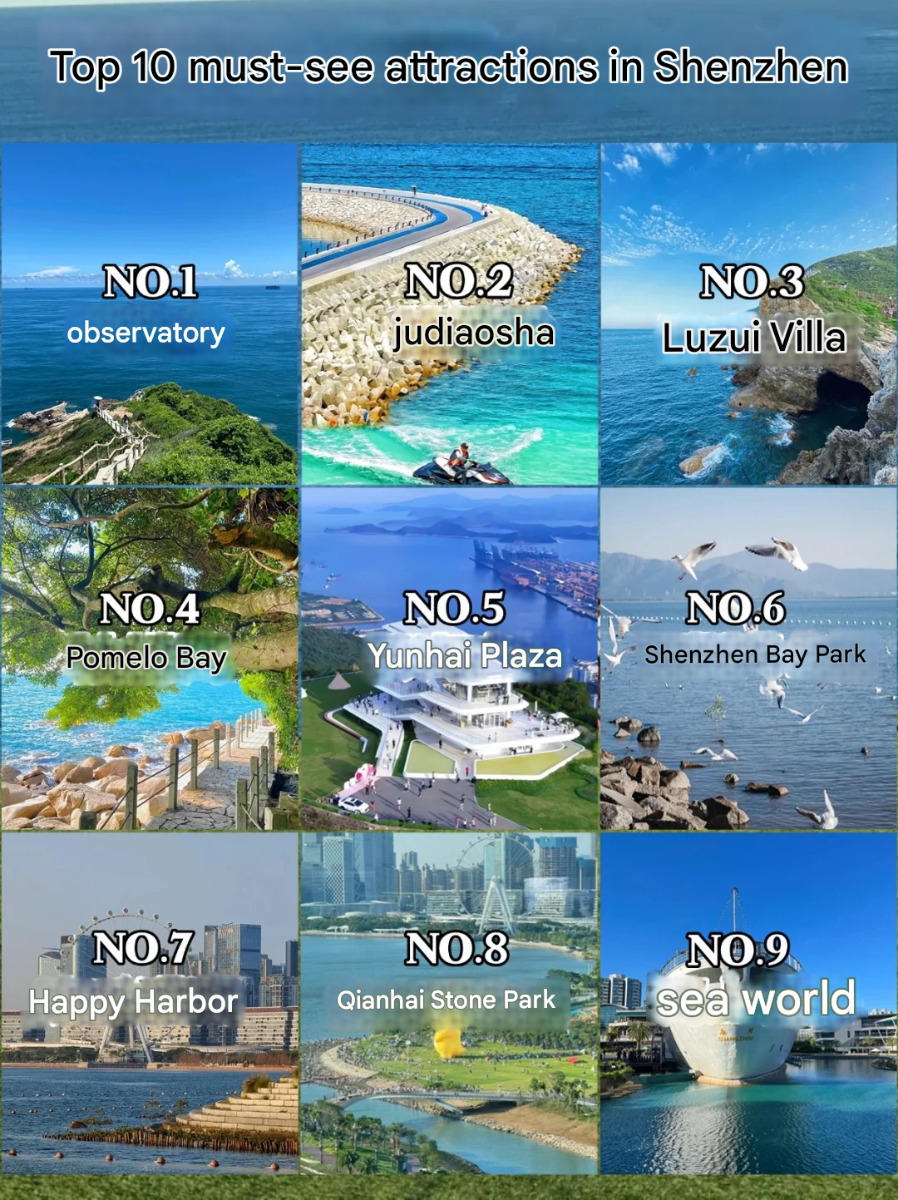 Top 10 must-see attractions in Shenzhen
NO.1
observatory
NO.2
judiaosha
NO.3
Luzui Villa
NO.4
Pomelo Bay
NO.5
Yunhai Plaza
NO.6
Shenzhen Bay Park
NO.7
Happy Harbor
NO.8
Qianhai Stone Park
NO.9
sea world